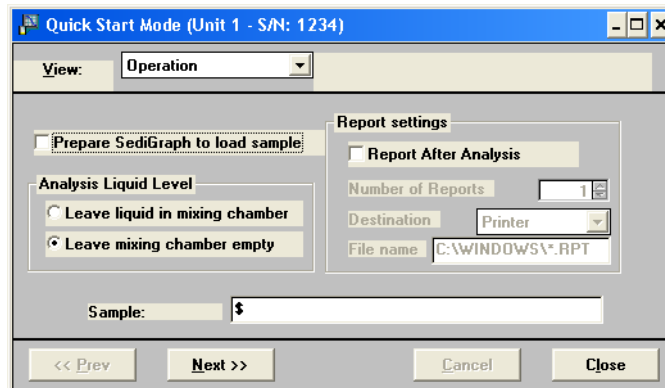 Quick Start Mode (Unit 1 - S/N: 1234)
View: Operation
Prepare SediGraph to load sample
Analysis Liquid Level
Leave liquid in mixing chamber
Leave mixing chamber empty
Report settings
Report After Analysis
Number of Reports 1
Destination Printer
File name C:\WINDOWS\*.RPT
Sample: $
<< Prev Next >> Cancel Close